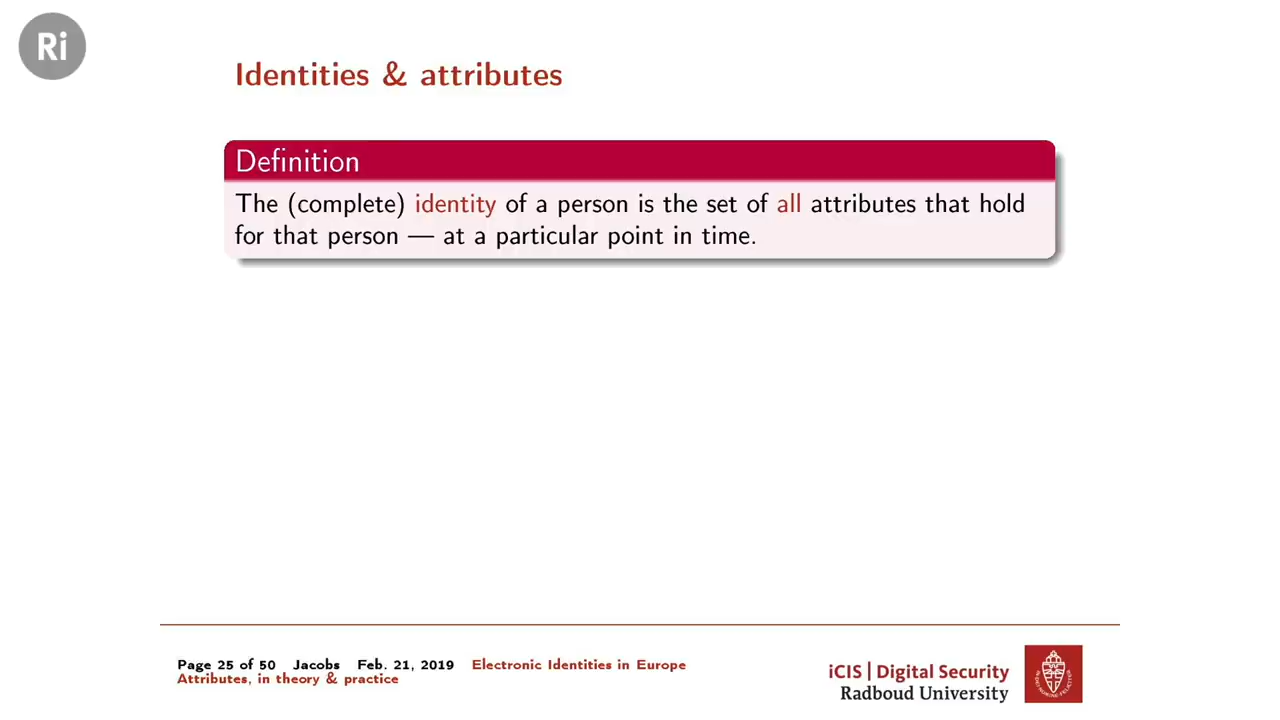 Ri
Identities & attributes
Definition
The (complete) identity of a person is the set of all attributes that hold
for that person — at a particular point in time.
Page 25 of 50 Jacobs Feb. 21, 2019 Electronic Identities in Europe
Attributes, in theory & practice
iCIS | Digital Security
Radboud University